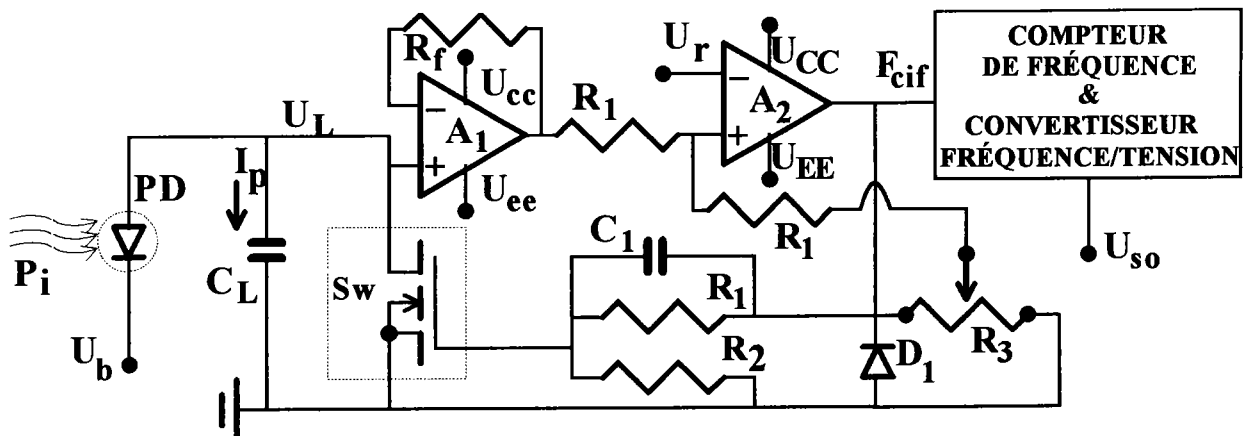 R_f
U_cc
A_1
U_ee
U_L
R_1
U_r
U_CC
A_2
U_EE
F_cif
COMPTEUR
DE FRÉQUENCE
&
CONVERTISSEUR
FRÉQUENCE/TENSION
I_p
PD
P_i
C_L
U_b
Sw
C_1
R_1
R_2
R_1
D_1
R_3
U_so
−
+
−
+